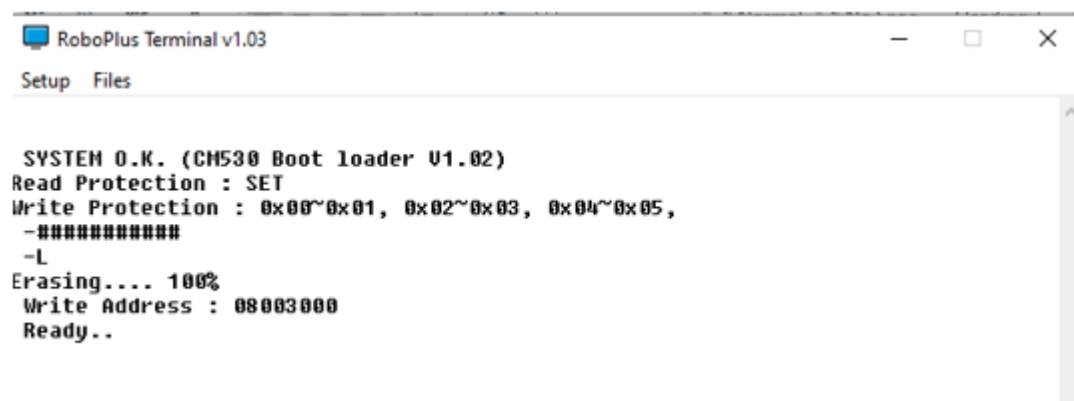 RoboPlus Terminal v1.03
Setup Files
SYSTEM O.K. (CM530 Boot loader V1.02)
Read Protection : SET
Write Protection : 0x00~0x01, 0x02~0x03, 0x04~0x05,
-###########
-L
Erasing.... 100%
Write Address : 08003000
Ready..